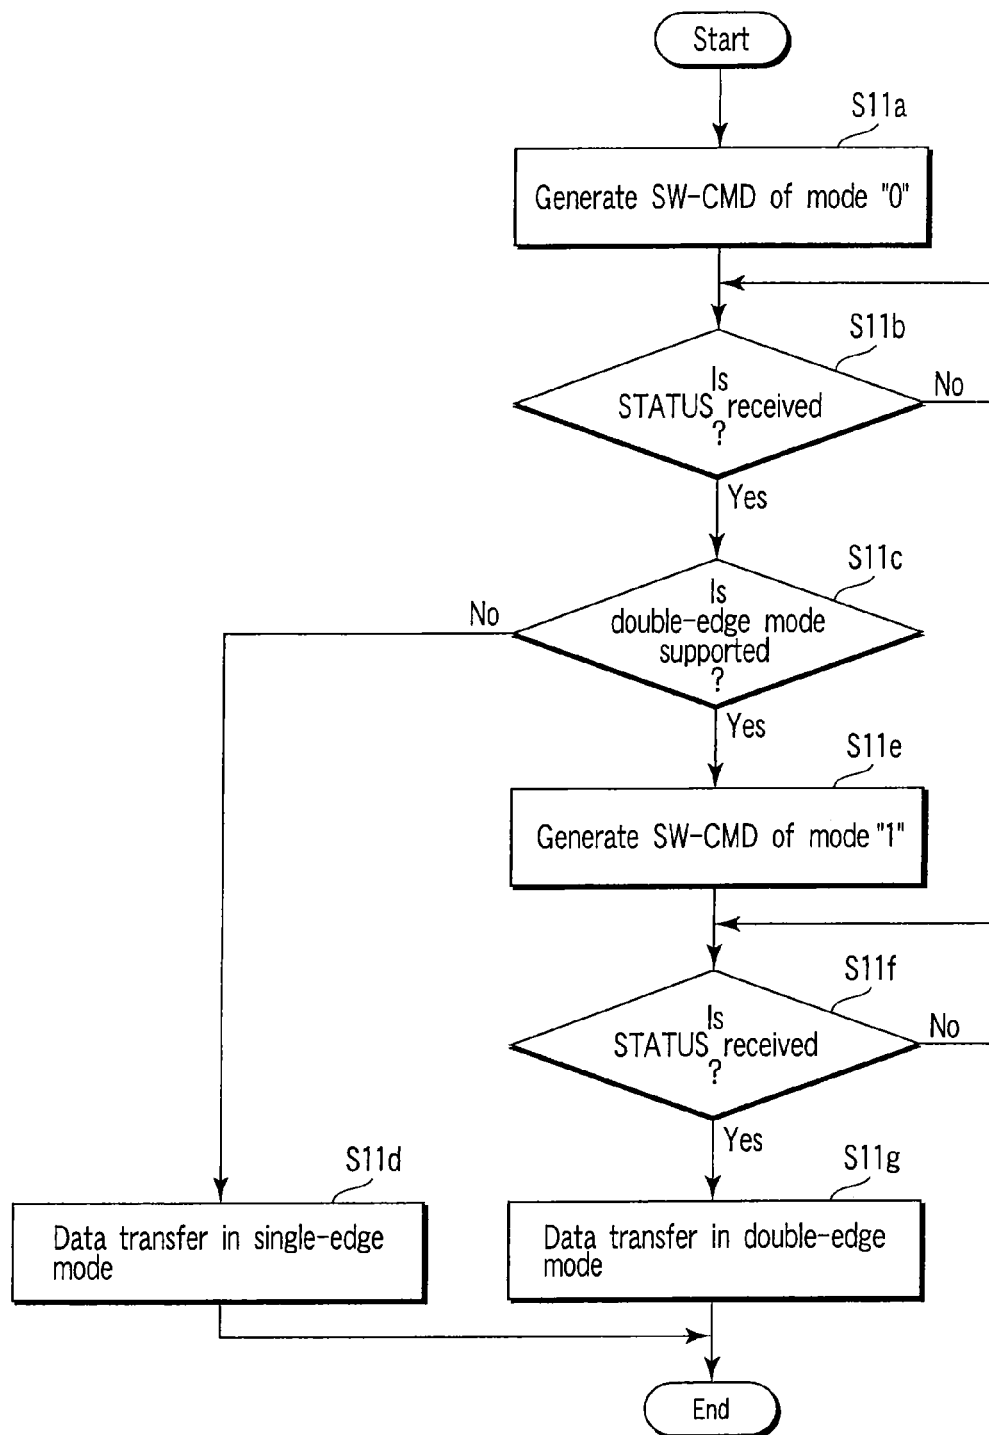 Start
S11a
Generate SW-CMD of mode "0"
S11b
Is
STATUS received
?
No
Yes
S11c
Is
double-edge mode
supported
?
No
Yes
S11e
Generate SW-CMD of mode "1"
S11f
Is
STATUS received
?
No
Yes
S11d
Data transfer in single-edge
mode
S11g
Data transfer in double-edge
mode
End